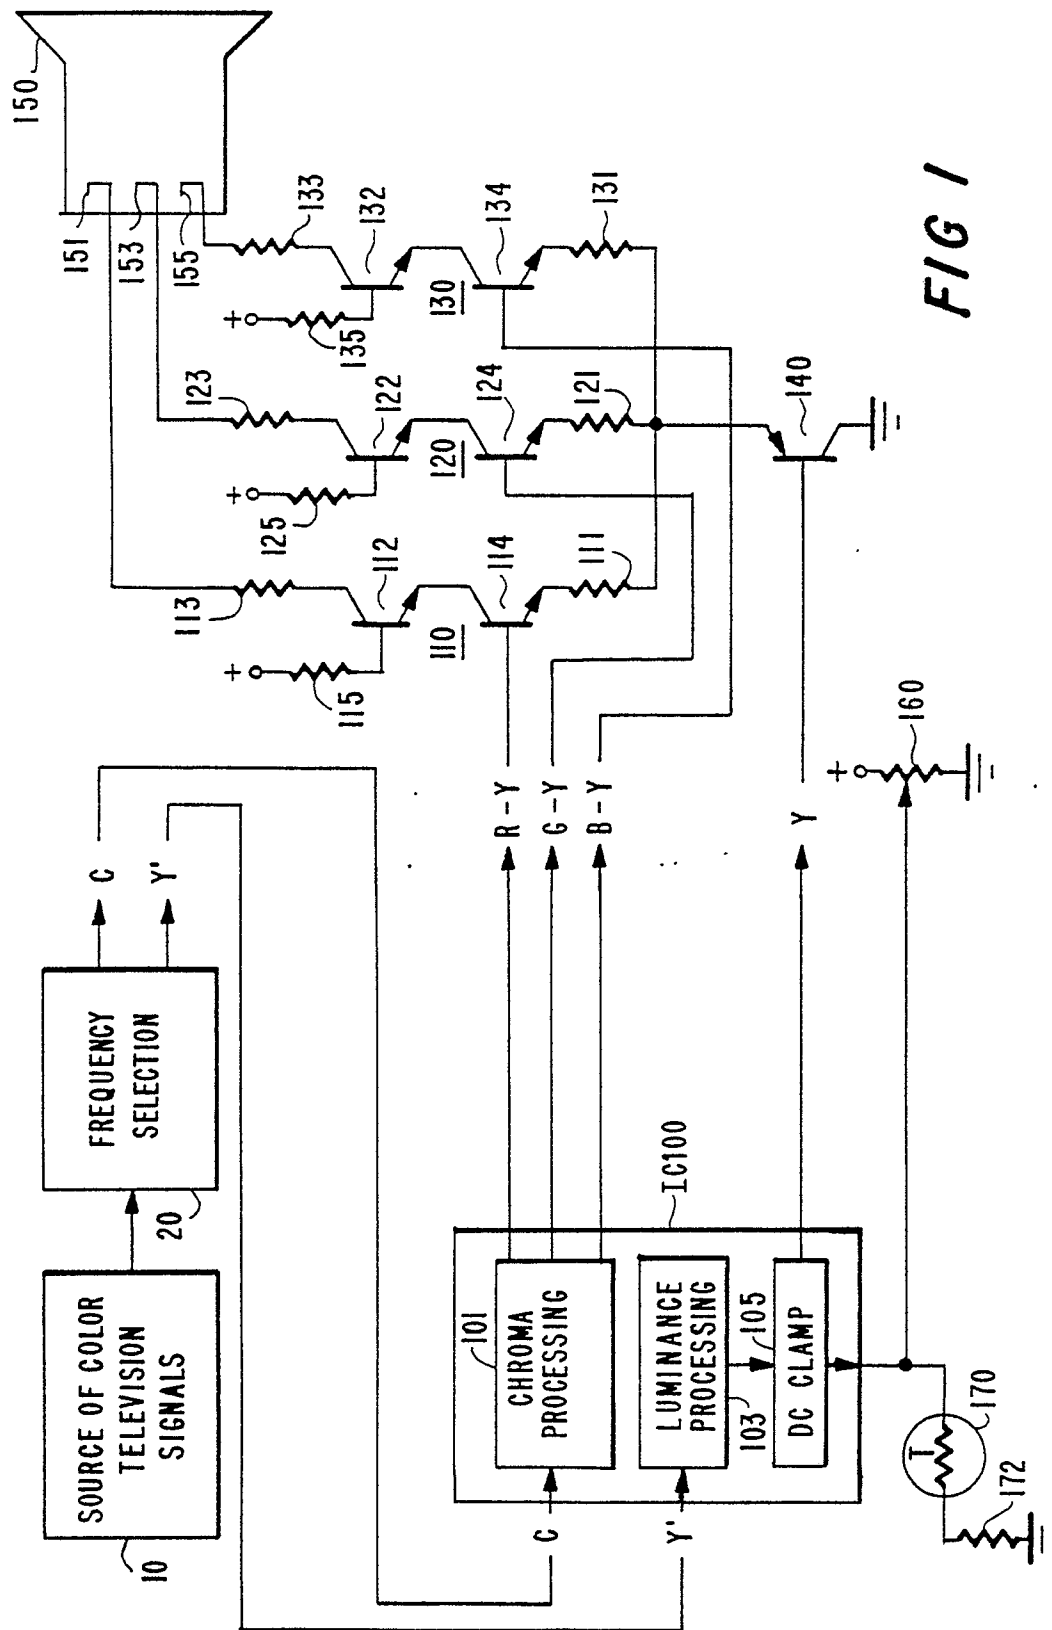 SOURCE OF COLOR
TELEVISION
SIGNALS
10
FREQUENCY
SELECTION
20
C
Y'
C
Y'
IC100
101
CHROMA
PROCESSING
LUMINANCE
PROCESSING
103
105
DC CLAMP
R-Y
G-Y
B-Y
Y
T
170
172
+
160
150
151
153
155
113
+
115
112
110
114
111
123
+
125
122
120
124
121
133
+
135
132
130
134
131
140
FIG 1